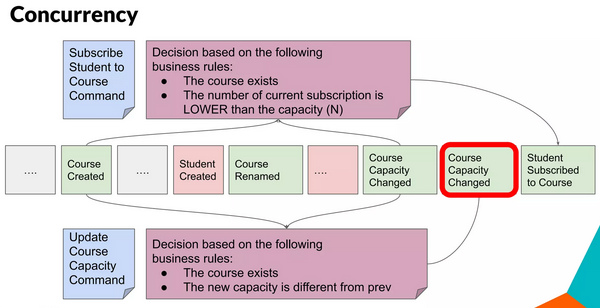 Concurrency
Subscribe
Student to
Course
Command
Decision based on the following
business rules:
● The course exists
● The number of current subscription is
LOWER than the capacity (N)
....
Course
Created
....
Student
Created
Course
Renamed
....
Course
Capacity
Changed
Course
Capacity
Changed
Student
Subscribed
to Course
Update
Course
Capacity
Command
Decision based on the following
business rules:
● The course exists
● The new capacity is different from prev